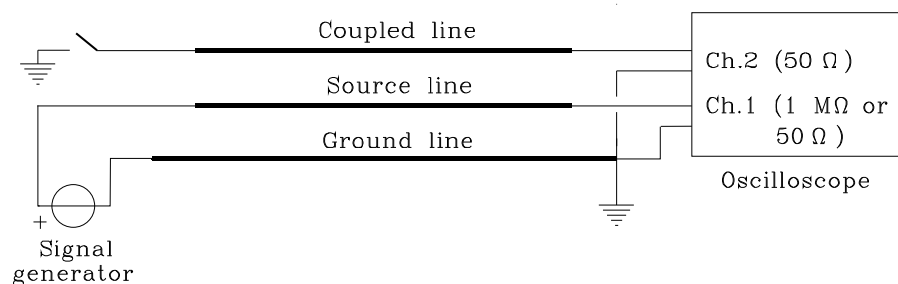 Coupled line
Ch.2 (50 Ω)
Source line
Ch.1 (1 MΩ or
50 Ω)
Ground line
Oscilloscope
+
Signal
generator